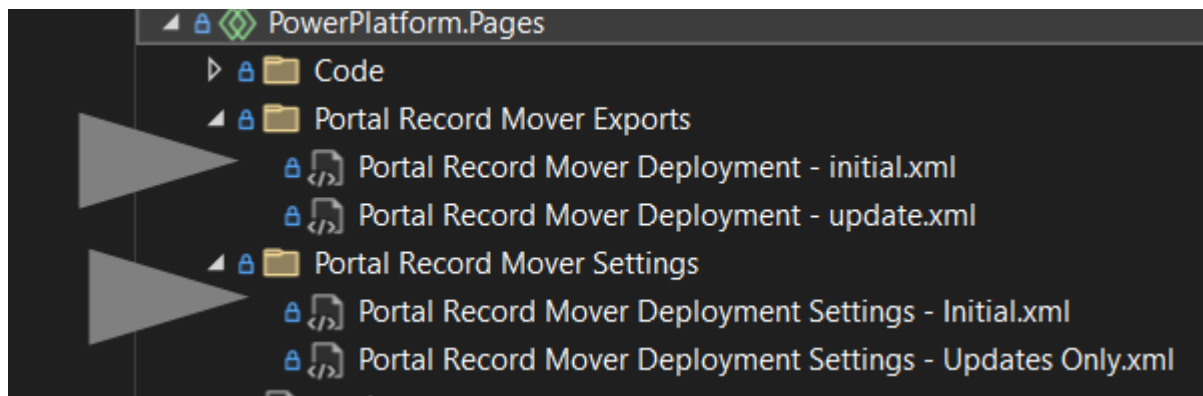 PowerPlatform.Pages
Code
Portal Record Mover Exports
Portal Record Mover Deployment - initial.xml
Portal Record Mover Deployment - update.xml
Portal Record Mover Settings
Portal Record Mover Deployment Settings - Initial.xml
Portal Record Mover Deployment Settings - Updates Only.xml